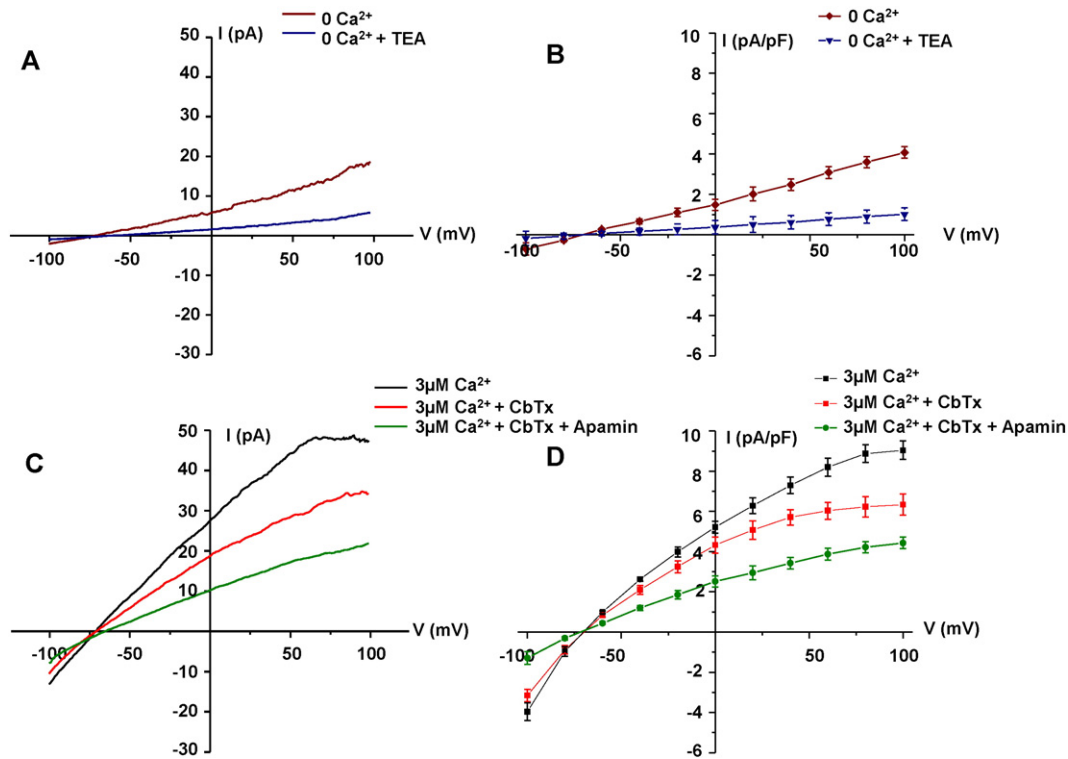 A
I (pA)
0 Ca²⁺
0 Ca²⁺ + TEA
50
40
30
20
10
-10
-20
-30
-100
-50
50
100
V (mV)
B
I (pA/pF)
0 Ca²⁺
0 Ca²⁺ + TEA
10
8
6
4
2
-2
-4
-6
-100
-50
0
50
100
V (mV)
C
I (pA)
3µM Ca²⁺
3µM Ca²⁺ + CbTx
3µM Ca²⁺ + CbTx + Apamin
50
40
30
20
10
-10
-20
-30
-100
-50
0
50
100
V (mV)
D
I (pA/pF)
3µM Ca²⁺
3µM Ca²⁺ + CbTx
3µM Ca²⁺ + CbTx + Apamin
10
8
6
4
2
-2
-4
-6
-100
-50
0
50
100
V (mV)